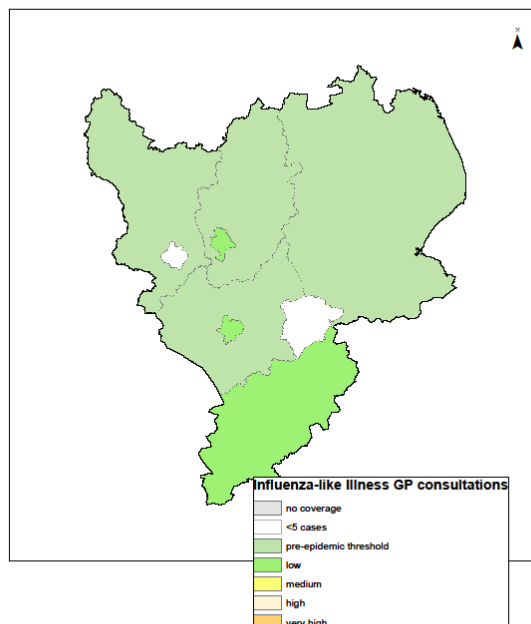 N
Influenza-like Illness GP consultations
no coverage
<5 cases
pre-epidemic threshold
low
medium
high
very high